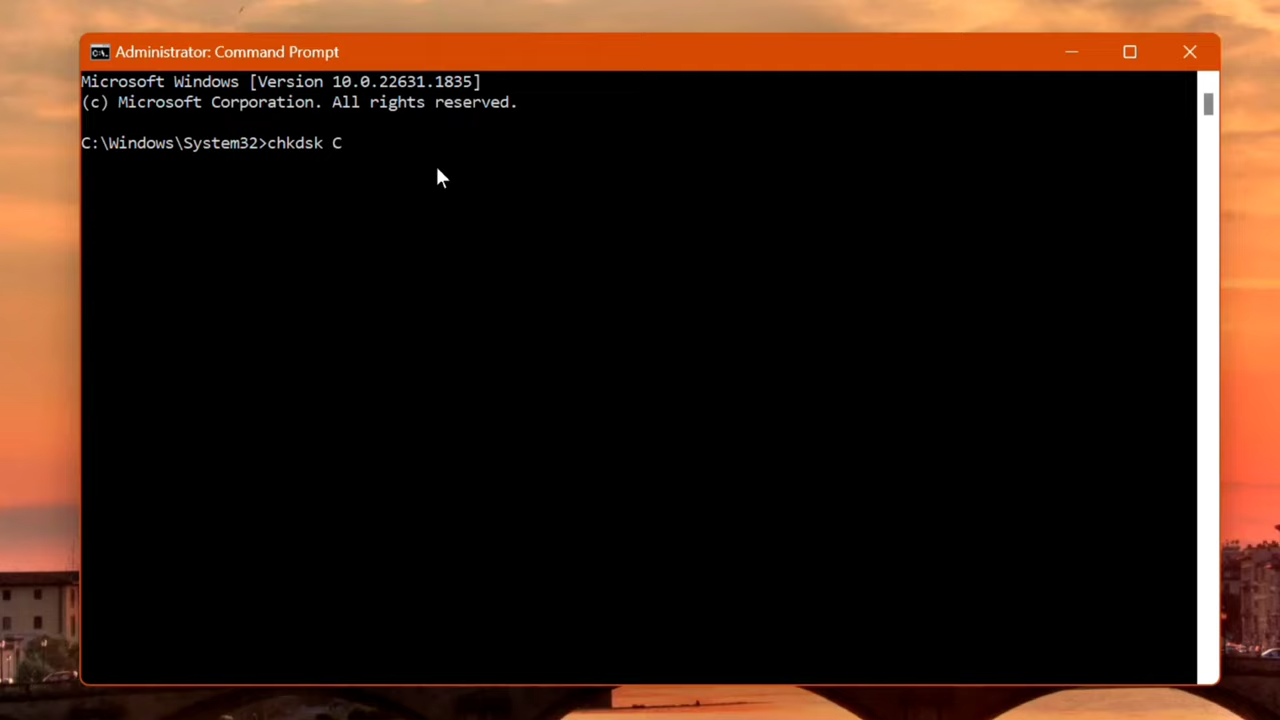 Administrator: Command Prompt
Microsoft Windows [Version 10.0.22631.1835]
(c) Microsoft Corporation. All rights reserved.
C:\Windows\System32>chkdsk C